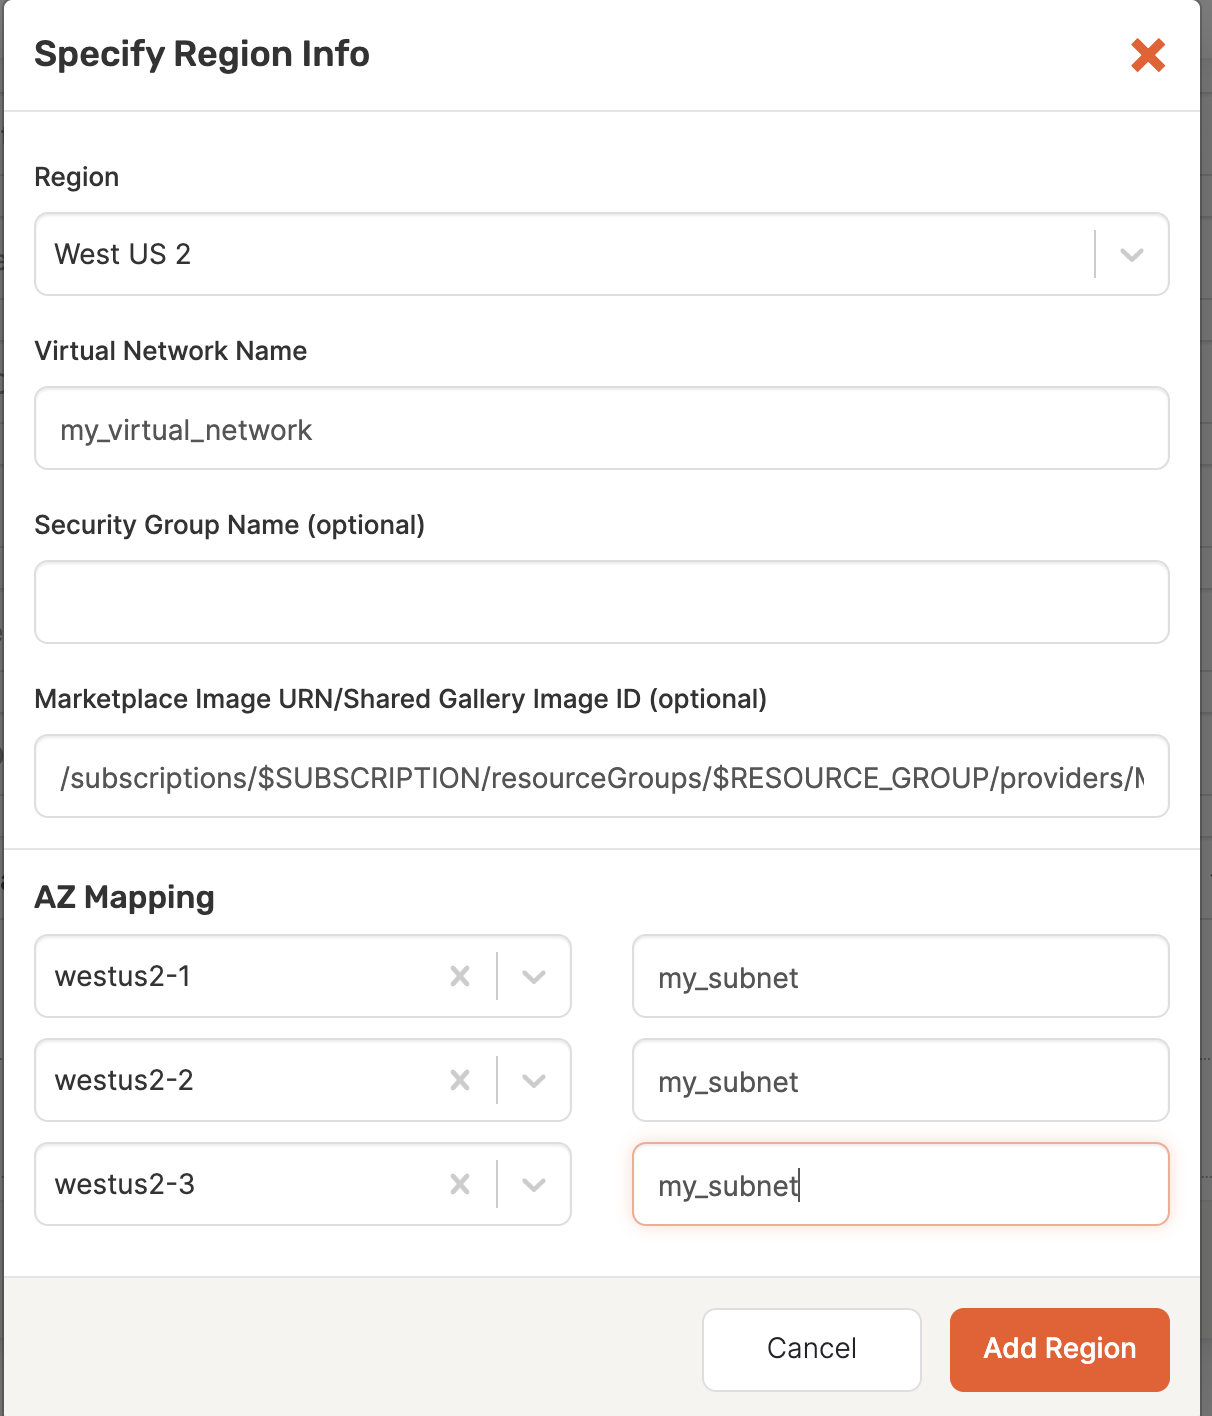 Specify Region Info
Region
West US 2
Virtual Network Name
my_virtual_network
Security Group Name (optional)
Marketplace Image URN/Shared Gallery Image ID (optional)
/subscriptions/$SUBSCRIPTION/resourceGroups/$RESOURCE_GROUP/providers/
AZ Mapping
westus2-1
my_subnet
westus2-2
my_subnet
westus2-3
my_subnet
Cancel
Add Region